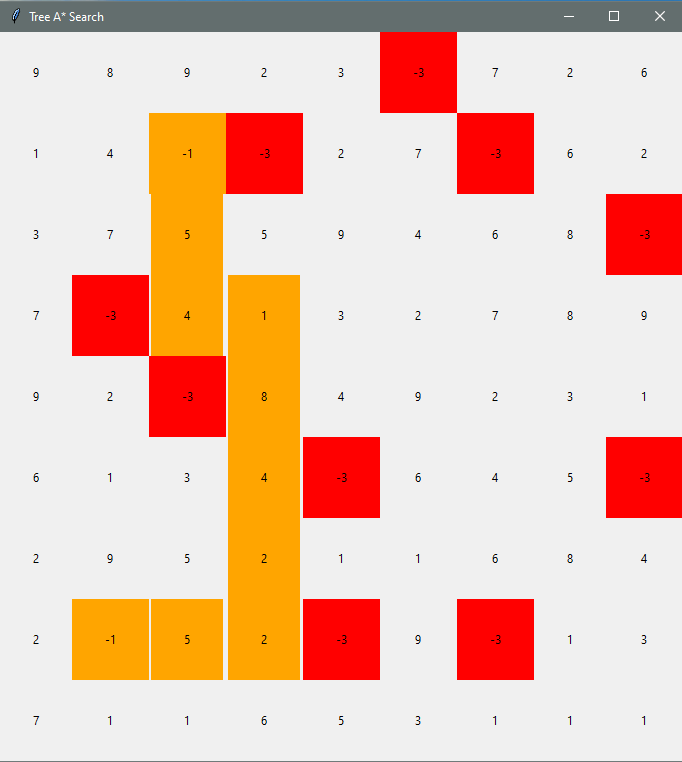 Tree A* Search
9 8 9 2 3 -3 7 2 6
1 4 -1 -3 2 7 -3 6 2
3 7 5 5 9 4 6 8 -3
7 -3 4 1 3 2 7 8 9
9 2 -3 8 4 9 2 3 1
6 1 3 4 -3 6 4 5 -3
2 9 5 2 1 1 6 8 4
2 -1 5 2 -3 9 -3 1 3
7 1 1 6 5 3 1 1 1